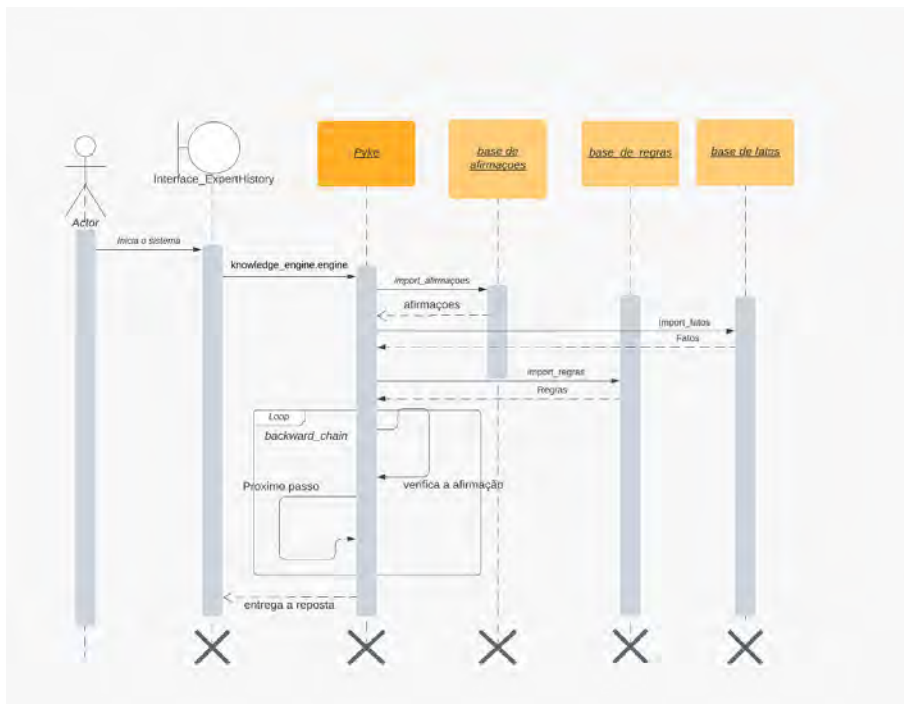 Pyke
base de
afirmaçoes
base_de_regras
base de fatos
Interface_ExpertHistory
Actor
Inicia o sistema
knowledge_engine.engine
import_afirmaçoes
afirmaçoes
import_fatos
Fatos
import_regras
Regras
Loop
backward_chain
verifica a afirmação
Proximo passo
entrega a reposta